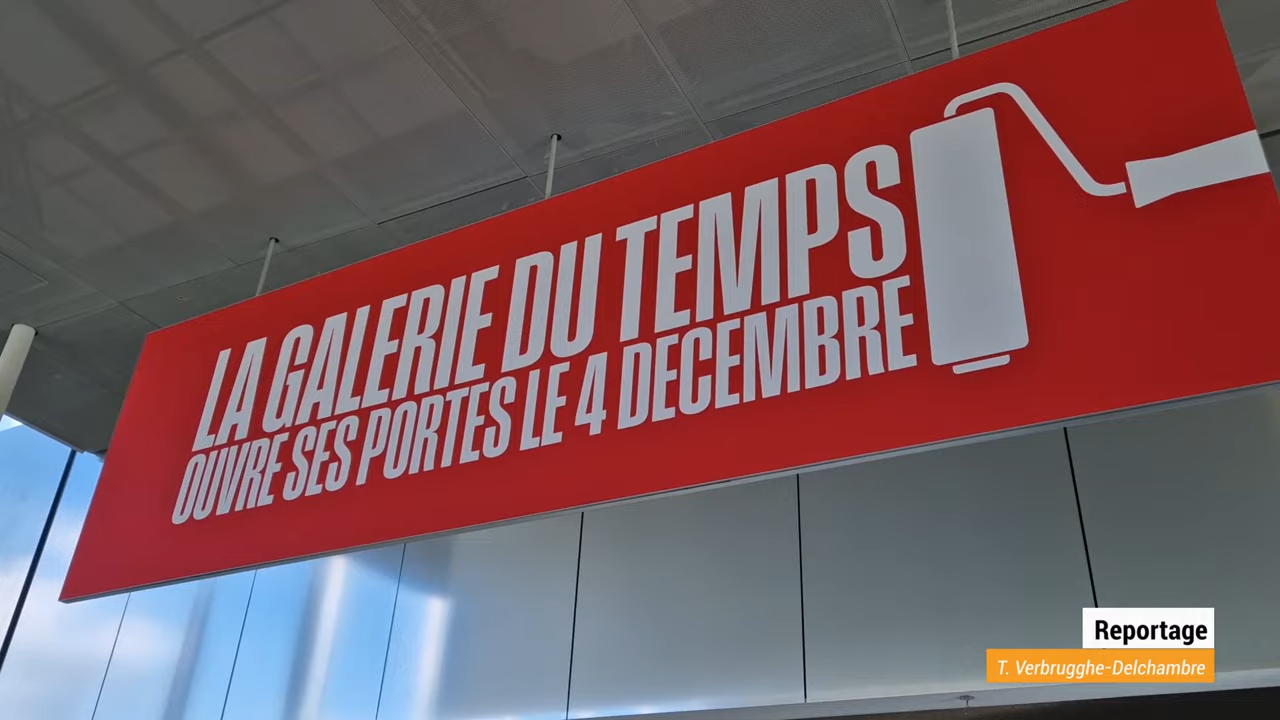 LA GALERIE DU TEMPS
OUVRE SES PORTES LE 4 DECEMBRE
Reportage
T. Verbrugghe-Delchambre